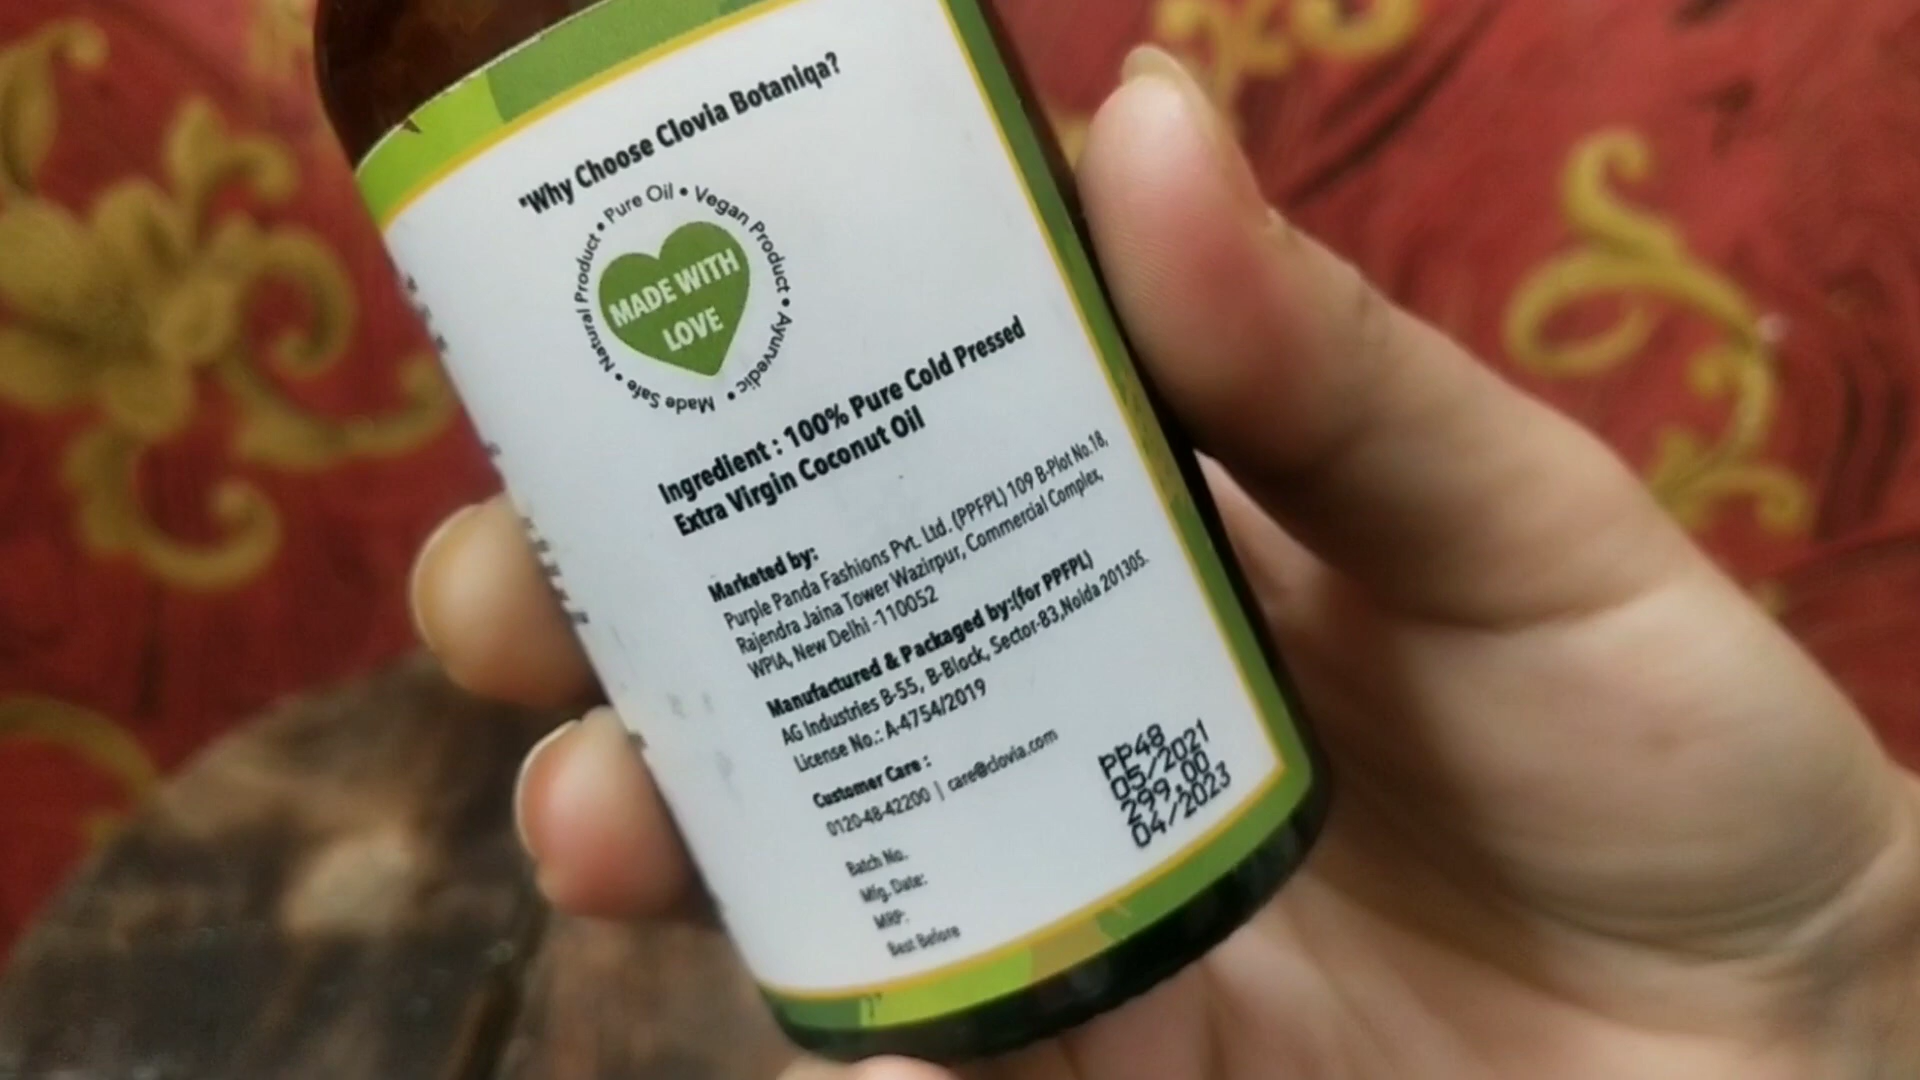 "Why Choose Clovia Botaniqa?
Pure Oil • Vegan Product • Ayurvedic • Made Safe • Natural Product •
MADE WITH
LOVE
Ingredient : 100% Pure Cold Pressed
Extra Virgin Coconut Oil
Marketed by:
Purple Panda Fashions Pvt. Ltd. (PPFPL) 109 B-Plot No.18,
Rajendra Jaina Tower Wazirpur, Commercial Complex,
WPIA, New Delhi -110052
Manufactured & Packaged by:(for PPFPL)
AG Industries B-55, B-Block, Sector-83,Noida 201305.
License No.: A-4754/2019
Customer Care :
0120-48-42200 | care@clovia.com
Batch No.
Mfg. Date:
MRP:
Best Before
PP48
05/2021
299.00
04/2023